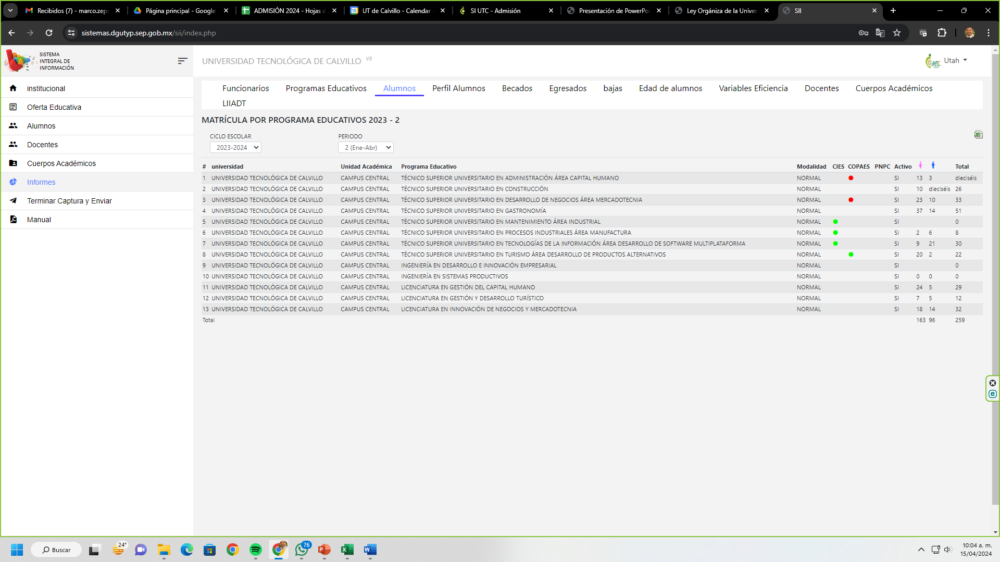 Recibidos (7) - marco.zep
Página principal - Google
ADMISIÓN 2024 - Hojas d
UT de Calvillo - Calendar
SI UTC - Admisión
Presentación de PowerPoi
Ley Orgániza de la Univer
SII
sistemas.dgutyp.sep.gob.mx/sii/index.php
SISTEMA
INTEGRAL DE
INFORMACIÓN
UNIVERSIDAD TECNOLÓGICA DE CALVILLO V3
Utah
institucional
Oferta Educativa
Alumnos
Docentes
Cuerpos Académicos
Informes
Terminar Captura y Enviar
Manual
Funcionarios Programas Educativos Alumnos Perfil Alumnos Becados Egresados bajas Edad de alumnos Variables Eficiencia Docentes Cuerpos Académicos
LIIADT
MATRÍCULA POR PROGRAMA EDUCATIVOS 2023 - 2
CICLO ESCOLAR PERIODO
2023-2024 2 (Ene-Abr)
# universidad Unidad Académica Programa Educativo Modalidad CIES COPAES PNPC Activo Total
1 UNIVERSIDAD TECNOLÓGICA DE CALVILLO CAMPUS CENTRAL TÉCNICO SUPERIOR UNIVERSITARIO EN ADMINISTRACIÓN ÁREA CAPITAL HUMANO NORMAL SI 13 3 dieciséis
2 UNIVERSIDAD TECNOLÓGICA DE CALVILLO CAMPUS CENTRAL TÉCNICO SUPERIOR UNIVERSITARIO EN CONSTRUCCIÓN NORMAL SI 10 dieciséis 26
3 UNIVERSIDAD TECNOLÓGICA DE CALVILLO CAMPUS CENTRAL TÉCNICO SUPERIOR UNIVERSITARIO EN DESARROLLO DE NEGOCIOS ÁREA MERCADOTECNIA NORMAL SI 23 10 33
4 UNIVERSIDAD TECNOLÓGICA DE CALVILLO CAMPUS CENTRAL TÉCNICO SUPERIOR UNIVERSITARIO EN GASTRONOMÍA NORMAL SI 37 14 51
5 UNIVERSIDAD TECNOLÓGICA DE CALVILLO CAMPUS CENTRAL TÉCNICO SUPERIOR UNIVERSITARIO EN MANTENIMIENTO ÁREA INDUSTRIAL NORMAL SI 0
6 UNIVERSIDAD TECNOLÓGICA DE CALVILLO CAMPUS CENTRAL TÉCNICO SUPERIOR UNIVERSITARIO EN PROCESOS INDUSTRIALES ÁREA MANUFACTURA NORMAL SI 2 6 8
7 UNIVERSIDAD TECNOLÓGICA DE CALVILLO CAMPUS CENTRAL TÉCNICO SUPERIOR UNIVERSITARIO EN TECNOLOGÍAS DE LA INFORMACIÓN ÁREA DESARROLLO DE SOFTWARE MULTIPLATAFORMA NORMAL SI 9 21 30
8 UNIVERSIDAD TECNOLÓGICA DE CALVILLO CAMPUS CENTRAL TÉCNICO SUPERIOR UNIVERSITARIO EN TURISMO ÁREA DESARROLLO DE PRODUCTOS ALTERNATIVOS NORMAL SI 20 2 22
9 UNIVERSIDAD TECNOLÓGICA DE CALVILLO CAMPUS CENTRAL INGENIERÍA EN DESARROLLO E INNOVACIÓN EMPRESARIAL NORMAL SI 0
10 UNIVERSIDAD TECNOLÓGICA DE CALVILLO CAMPUS CENTRAL INGENIERÍA EN SISTEMAS PRODUCTIVOS NORMAL SI 0 0 0
11 UNIVERSIDAD TECNOLÓGICA DE CALVILLO CAMPUS CENTRAL LICENCIATURA EN GESTIÓN DEL CAPITAL HUMANO NORMAL SI 24 5 29
12 UNIVERSIDAD TECNOLÓGICA DE CALVILLO CAMPUS CENTRAL LICENCIATURA EN GESTIÓN Y DESARROLLO TURÍSTICO NORMAL SI 7 5 12
13 UNIVERSIDAD TECNOLÓGICA DE CALVILLO CAMPUS CENTRAL LICENCIATURA EN INNOVACIÓN DE NEGOCIOS Y MERCADOTECNIA NORMAL SI 18 14 32
Total 163 96 259
Buscar
24°
76
10:04 a. m.
15/04/2024